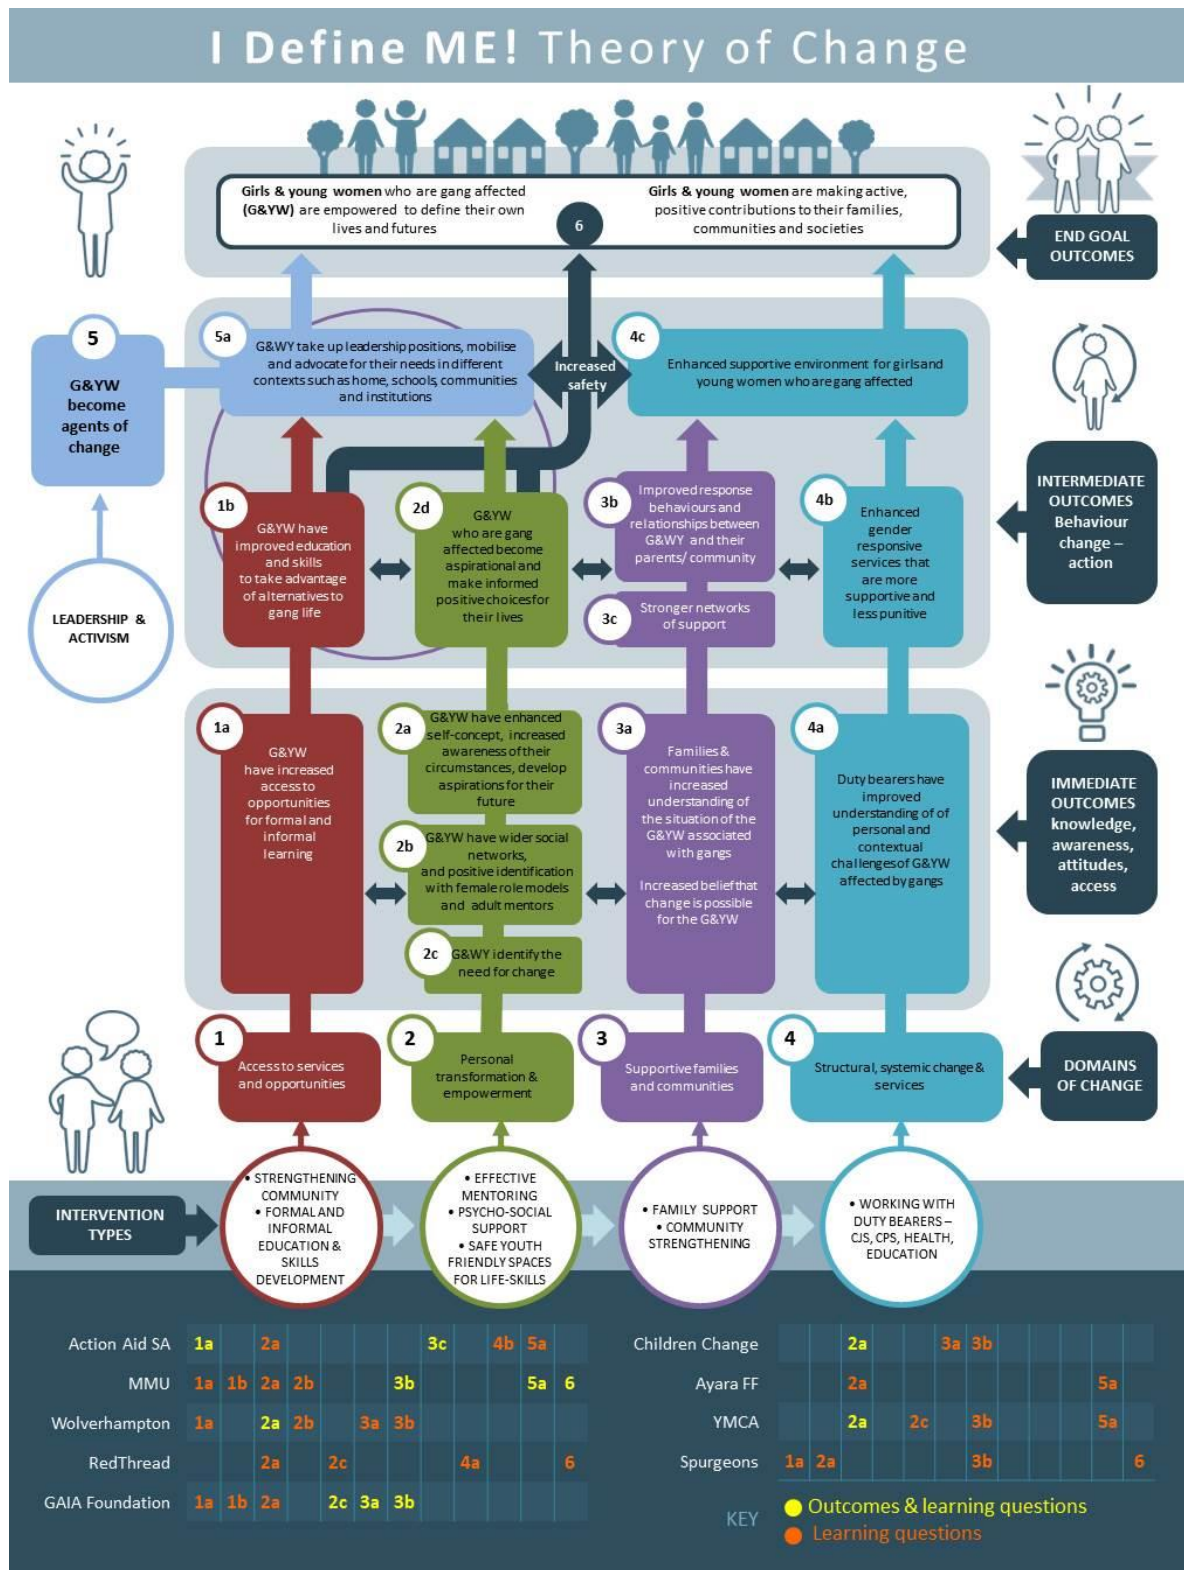 I Define ME! Theory of Change
Girls & young women who are gang affected
(G&YW) are empowered to define their own
lives and futures
6
Girls & young women are making active,
positive contributions to their families,
communities and societies
END GOAL
OUTCOMES
5
G&YW
become
agents of
change
5a
G&WY take up leadership positions, mobilise
and advocate for their needs in different
contexts such as home, schools, communities
and institutions
Increased
safety
4c
Enhanced supportive environment for girls and
young women who are gang affected
LEADERSHIP &
ACTIVISM
1b
G&YW have
improved education
and skills
to take advantage
of alternatives to
gang life
2d
G&YW
who are gang
affected become
aspirational and
make informed
positive choices for
their lives
3b
Improved response
behaviours and
relationships between
G&WY and their
parents/ community
3c
Stronger networks
of support
4b
Enhanced
gender
responsive
services that
are more
supportive and
less punitive
INTERMEDIATE
OUTCOMES
Behaviour
change –
action
1a
G&YW
have increased
access to
opportunities
for formal and
informal
learning
2a
G&YW have enhanced
self-concept, increased
awareness of their
circumstances, develop
aspirations for their
future
2b
G&YW have wider social
networks,
and positive identification
with female role models
and adult mentors
2c
G&WY identify the
need for change
3a
Families &
communities have
increased
understanding of
the situation of the
G&YW associated
with gangs
Increased belief that
change is possible
for the G&YW
4a
Duty bearers have
improved
understanding of of
personal and
contextual
challenges of G&YW
affected by gangs
IMMEDIATE
OUTCOMES
knowledge,
awareness,
attitudes,
access
1
Access to services
and opportunities
2
Personal
transformation &
empowerment
3
Supportive families
and communities
4
Structural, systemic change &
services
DOMAINS
OF CHANGE
INTERVENTION
TYPES
• STRENGTHENING
COMMUNITY
• FORMAL AND
INFORMAL
EDUCATION &
SKILLS
DEVELOPMENT
• EFFECTIVE
MENTORING
• PSYCHO-SOCIAL
SUPPORT
• SAFE YOUTH
FRIENDLY SPACES
FOR LIFE-SKILLS
• FAMILY SUPPORT
• COMMUNITY
STRENGTHENING
• WORKING WITH
DUTY BEARERS –
CJS, CPS, HEALTH,
EDUCATION
Action Aid SA 1a 2a 3c 4b 5a
MMU 1a 1b 2a 2b 3b 5a 6
Wolverhampton 1a 2a 2b 3a 3b
RedThread 2a 2c 4a 6
GAIA Foundation 1a 1b 2a 2c 3a 3b
Children Change 2a 3a 3b
Ayara FF 2a 5a
YMCA 2a 2c 3b 5a
Spurgeons 1a 2a 3b 6
KEY
Outcomes & learning questions
Learning questions